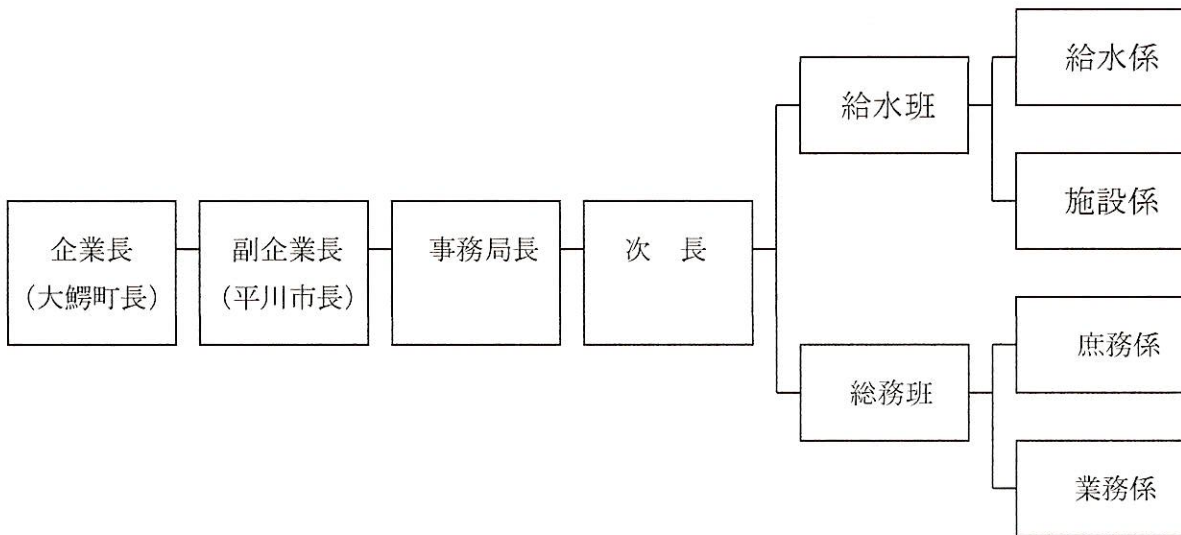 企業長
（大鰐町長）
副企業長
（平川市長）
事務局長
次　長
給水班
給水係
施設係
総務班
庶務係
業務係